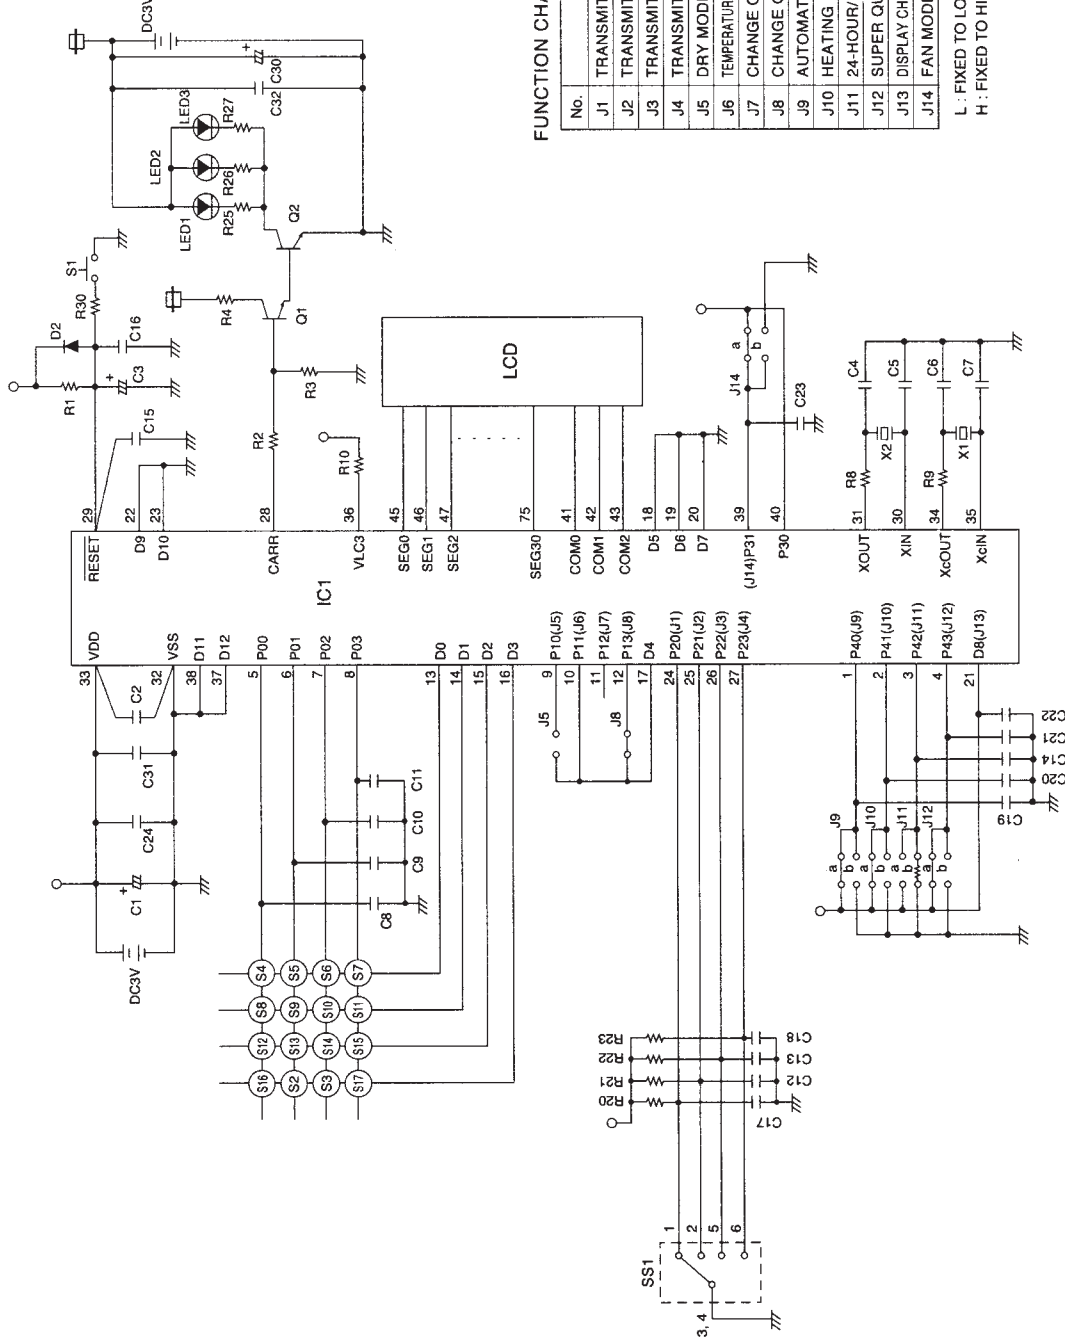 DC3V
C30
C32
LED3
R27
LED2
R26
LED1
R25
Q2
S1
R30
D2
C16
C3
R1
C15
R4
Q1
R3
R2
R10
LCD
J14
a
b
C23
C4
C5
C6
C7
X2
X1
R8
R9
29
22
23
28
36
45
46
47
75
41
42
43
18
19
20
39
40
31
30
34
35
RESET
D9
D10
CARR
VLC3
SEG0
SEG1
SEG2
SEG30
COM0
COM1
COM2
D5
D6
D7
(J14)P31
P30
XOUT
XIN
XcOUT
XcIN
IC1
VDD
VSS
D11
D12
P00
P01
P02
P03
D0
D1
D2
D3
P10(J5)
P11(J6)
P12(J7)
P13(J8)
D4
P20(J1)
P21(J2)
P22(J3)
P23(J4)
P40(J9)
P41(J10)
P42(J11)
P43(J12)
D8(J13)
33
32
38
37
5
6
7
8
13
14
15
16
9
10
11
12
17
24
25
26
27
1
2
3
4
21
C2
C31
C24
C1
DC3V
C11
C10
C9
C8
S4
S5
S6
S7
S8
S9
S10
S11
S12
S13
S14
S15
S16
S2
S3
S17
J5
J8
J9
J10
J11
J12
a
b
a
b
a
b
a
b
C22
C21
C14
C20
C19
R23
R22
R21
R20
C18
C13
C12
C17
SS1
1
2
5
6
3, 4
FUNCTION CHA
No.
J1 TRANSMIT
J2 TRANSMIT
J3 TRANSMIT
J4 TRANSMIT
J5 DRY MODE
J6 TEMPERATURE
J7 CHANGE O
J8 CHANGE O
J9 AUTOMAT
J10 HEATING
J11 24-HOUR/
J12 SUPER QU
J13 DISPLAY CH
J14 FAN MODE
L : FIXED TO LO
H : FIXED TO HI